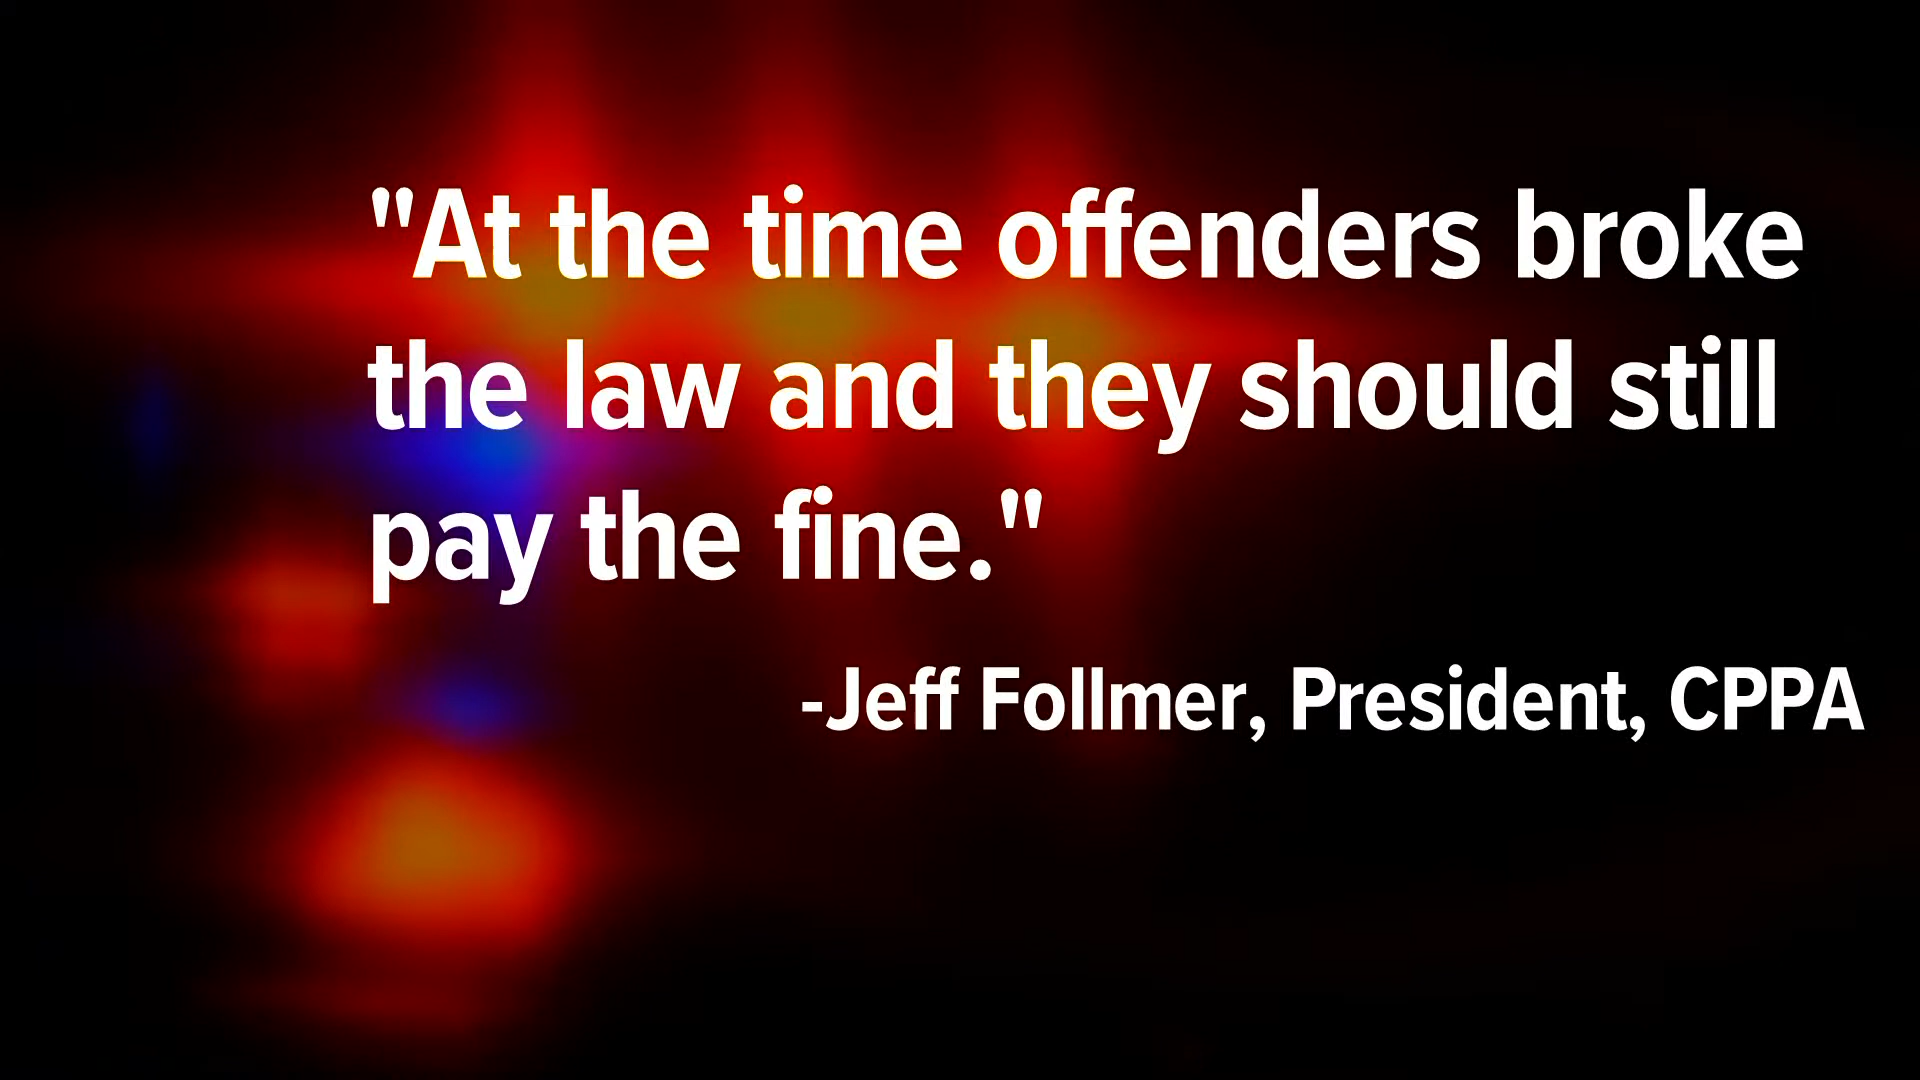 "At the time offenders broke
the law and they should still
pay the fine."
-Jeff Follmer, President, CPPA